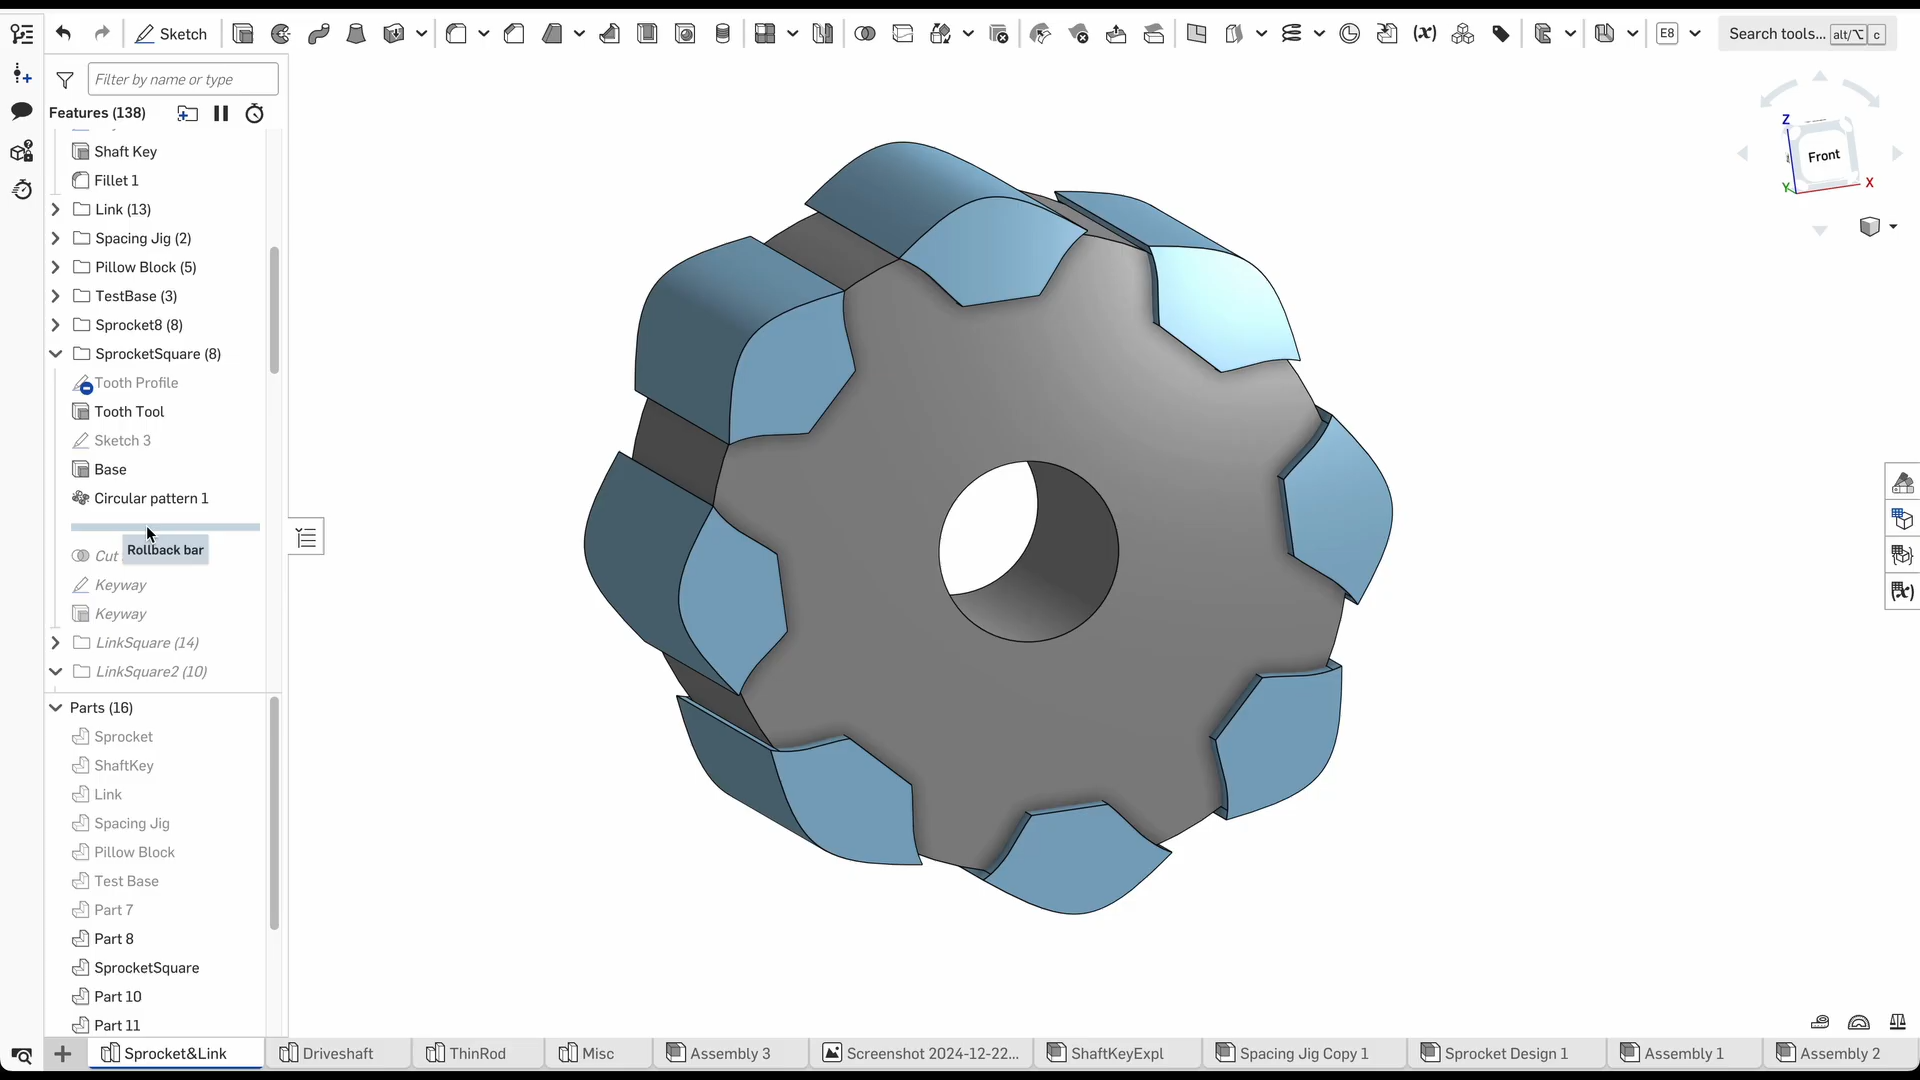 Sketch
Search tools... alt/⌥ c
Filter by name or type
Features (138)
Shaft Key
Fillet 1
Link (13)
Spacing Jig (2)
Pillow Block (5)
TestBase (3)
Sprocket8 (8)
SprocketSquare (8)
Tooth Profile
Tooth Tool
Sketch 3
Base
Circular pattern 1
Cut
Rollback bar
Keyway
Keyway
LinkSquare (14)
LinkSquare2 (10)
Parts (16)
Sprocket
ShaftKey
Link
Spacing Jig
Pillow Block
Test Base
Part 7
Part 8
SprocketSquare
Part 10
Part 11
Z
Front
X
Y
Sprocket&Link
Driveshaft
ThinRod
Misc
Assembly 3
Screenshot 2024-12-22...
ShaftKeyExpl
Spacing Jig Copy 1
Sprocket Design 1
Assembly 1
Assembly 2
(x)
E8